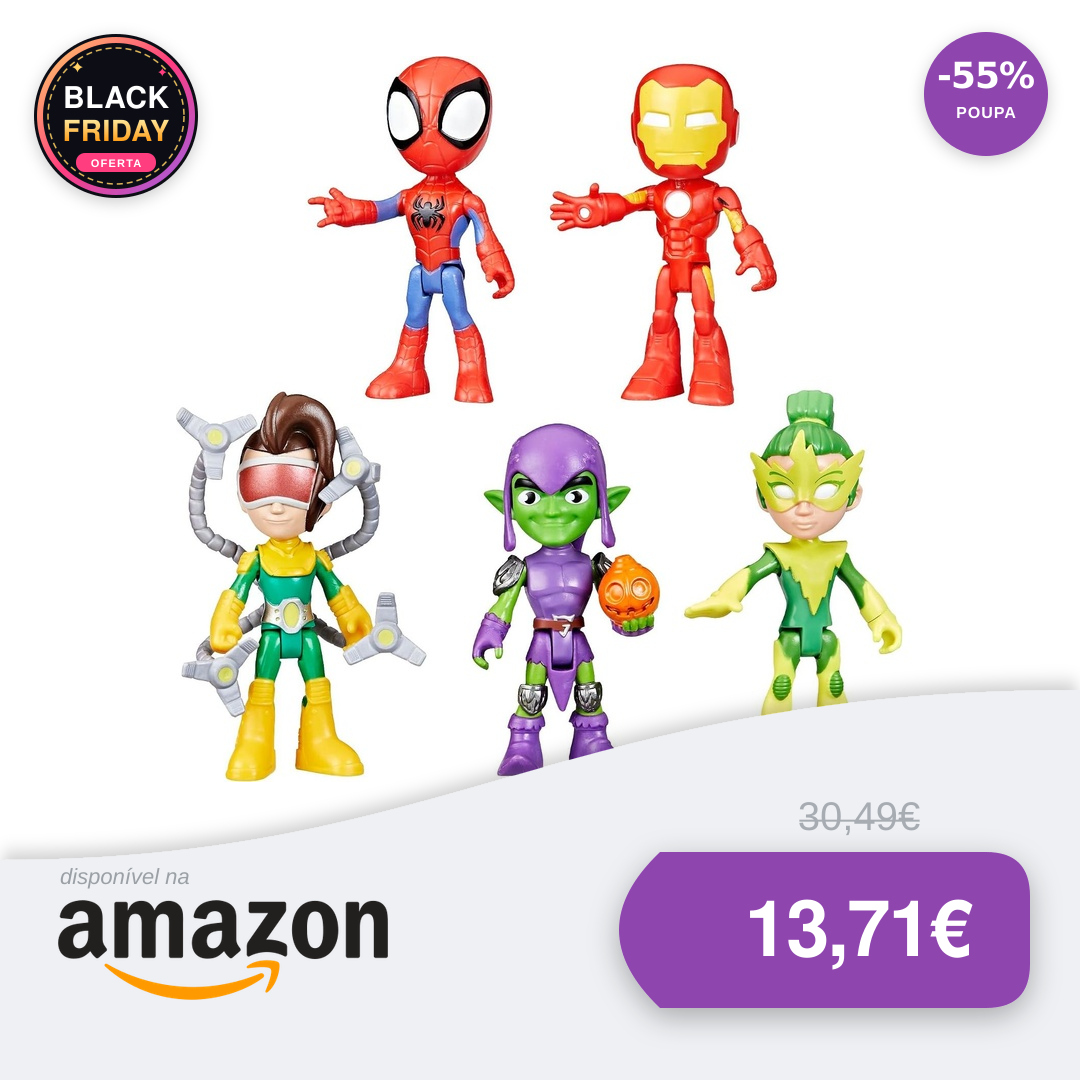 BLACK
FRIDAY
OFERTA
-55%
POUPA
30,49€
disponível na
amazon
13,71€